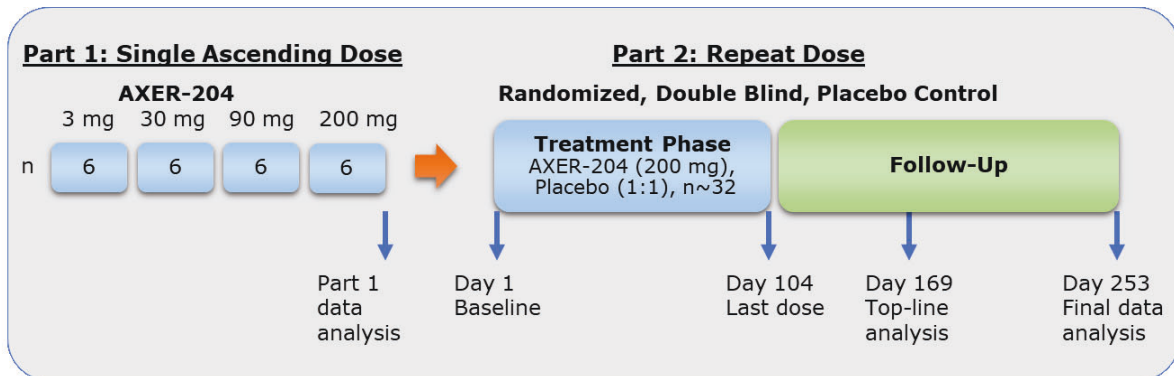 Part 1: Single Ascending Dose
AXER-204
3 mg 30 mg 90 mg 200 mg
n 6 6 6 6
Part 1
data
analysis
Part 2: Repeat Dose
Randomized, Double Blind, Placebo Control
Treatment Phase
AXER-204 (200 mg),
Placebo (1:1), n~32
Follow-Up
Day 1
Baseline
Day 104
Last dose
Day 169
Top-line
analysis
Day 253
Final data
analysis